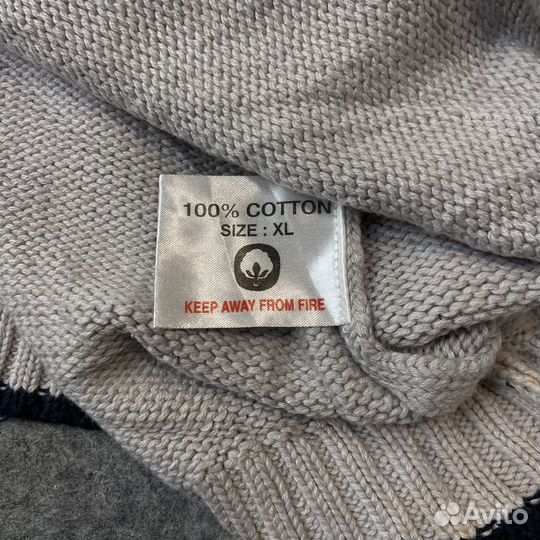 100% COTTON
SIZE : XL
KEEP AWAY FROM FIRE
Avito